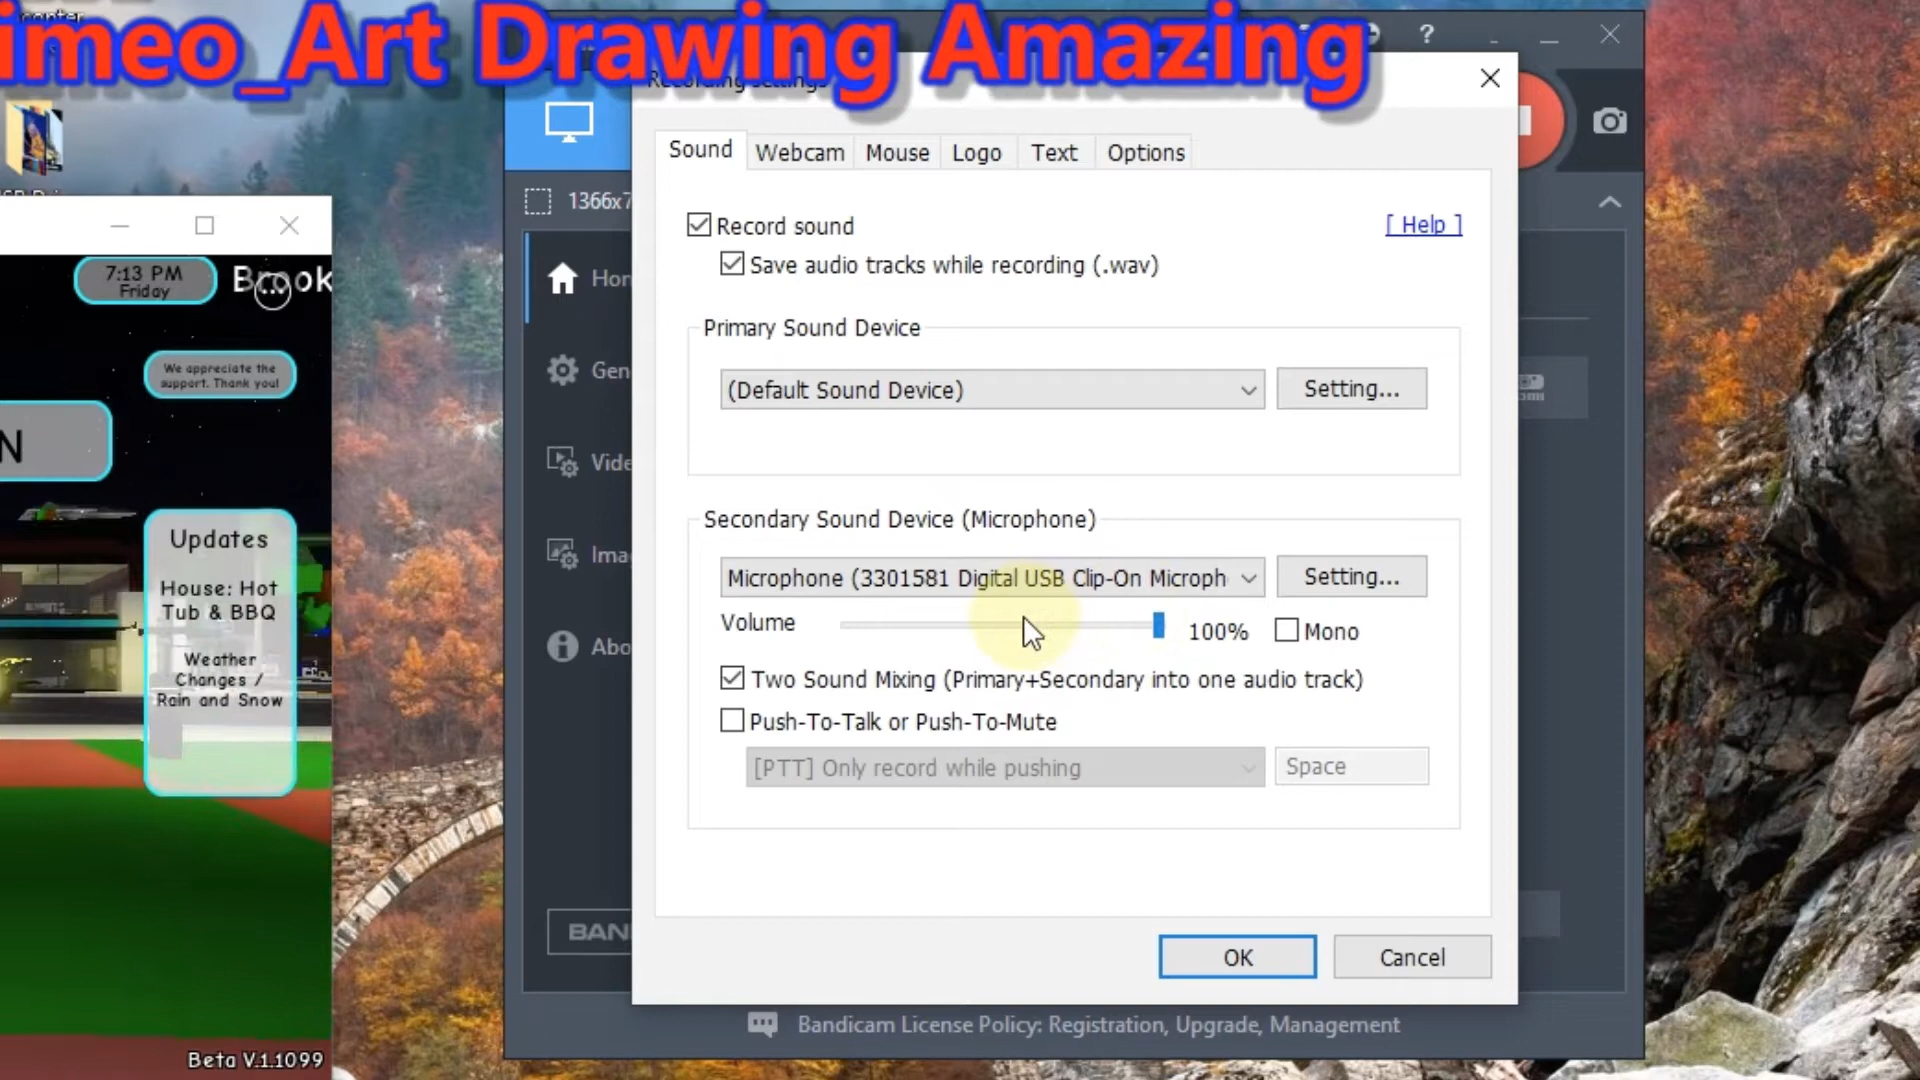 imeo_Art Drawing Amazing
Recording settings
?
Sound
Webcam
Mouse
Logo
Text
Options
1366x7
Record sound
[ Help ]
Save audio tracks while recording (.wav)
7:13 PM
Friday
Brook
Hom
Primary Sound Device
We appreciate the
support. Thank you!
Gen
(Default Sound Device)
Setting...
N
Vide
Secondary Sound Device (Microphone)
Updates
House: Hot
Tub & BBQ
Weather
Changes /
Rain and Snow
Ima
Microphone (3301581 Digital USB Clip-On Microph
Setting...
Volume
100%
Mono
Abo
Two Sound Mixing (Primary+Secondary into one audio track)
Push-To-Talk or Push-To-Mute
[PTT] Only record while pushing
Space
BAN
OK
Cancel
Bandicam License Policy: Registration, Upgrade, Management
Beta V.1.1099